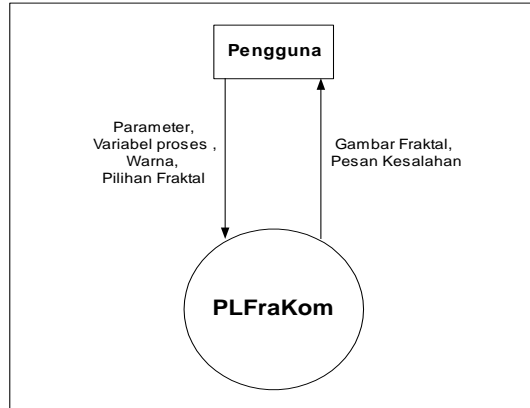 Pengguna
Parameter,
Variabel proses ,
Warna,
Pilihan Fraktal
Gambar Fraktal,
Pesan Kesalahan
PLFraKom